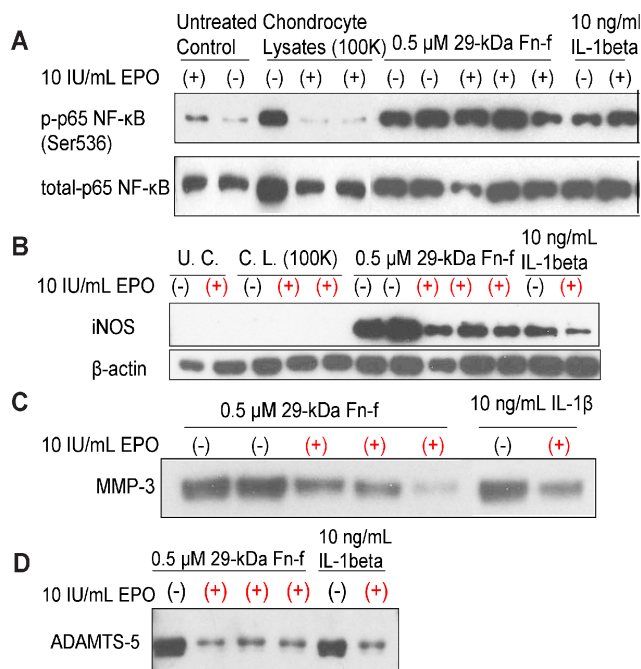 A
Untreated Chondrocyte 10 ng/mL
Control Lysates (100K) 0.5 µM 29-kDa Fn-f IL-1beta
10 IU/mL EPO (+) (-) (-) (+) (+) (-) (-) (+) (+) (+) (-) (+)
p-p65 NF-κB
(Ser536)
total-p65 NF-κB
B
10 ng/mL
U. C. C. L. (100K) 0.5 µM 29-kDa Fn-f IL-1beta
10 IU/mL EPO (-) (+) (-) (+) (+) (-) (-) (+) (+) (+) (-) (+)
iNOS
β-actin
C
0.5 µM 29-kDa Fn-f 10 ng/mL IL-1β
10 IU/mL EPO (-) (-) (+) (+) (+) (-) (+)
MMP-3
D
10 ng/mL
0.5 µM 29-kDa Fn-f IL-1beta
10 IU/mL EPO (-) (+) (+) (+) (-) (+)
ADAMTS-5